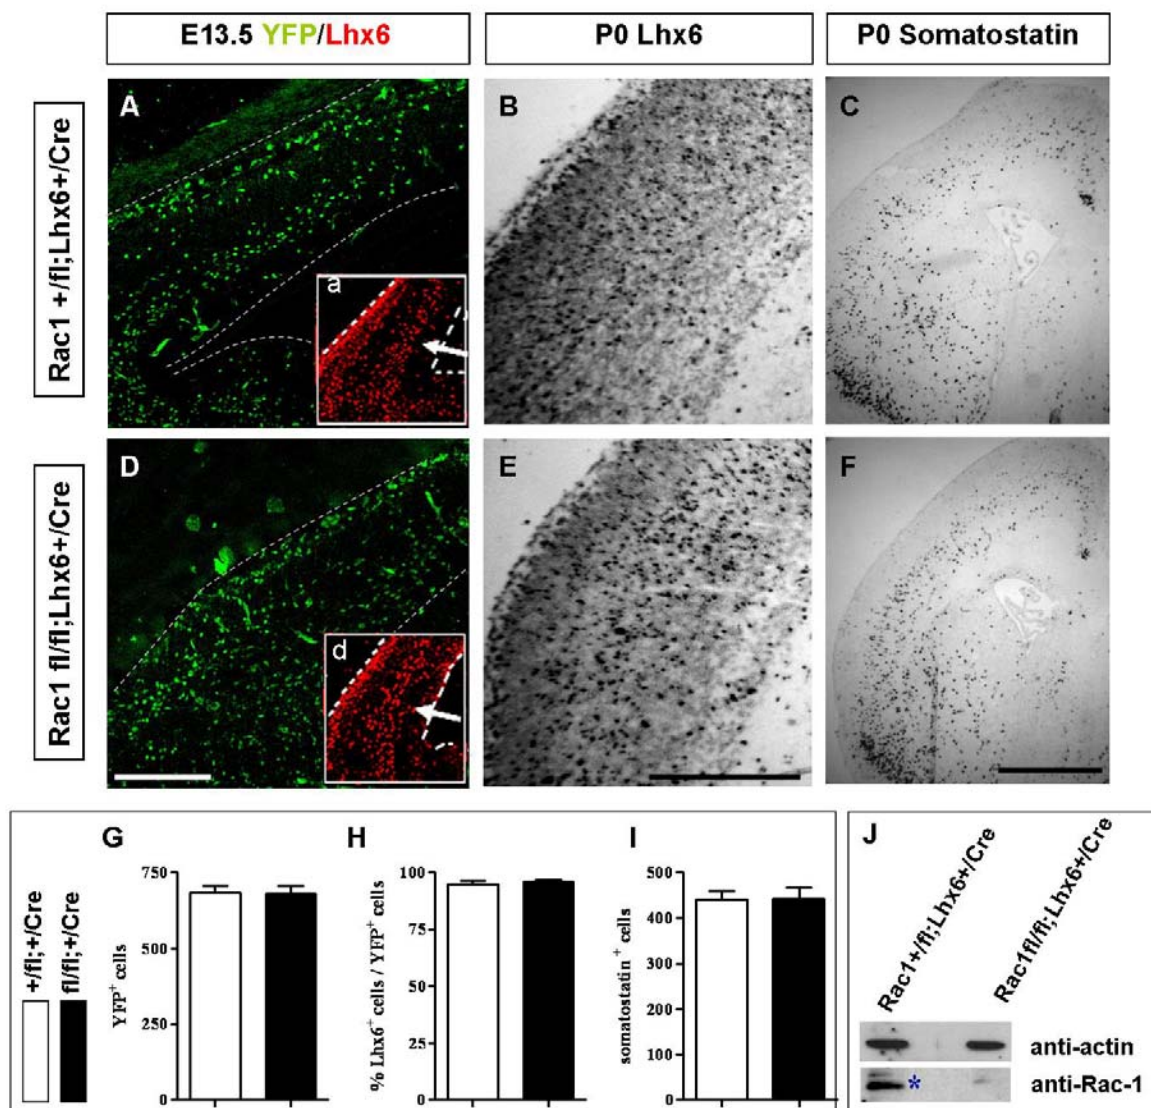 E13.5 YFP/Lhx6
P0 Lhx6
P0 Somatostatin
Rac1 +/fl;Lhx6+/Cre
A
a
B
C
Rac1 fl/fl;Lhx6+/Cre
D
d
E
F
+/fl;+/Cre
fl/fl;+/Cre
G
YFP+ cells
750
500
250
0
H
% Lhx6+ cells / YFP+ cells
100
75
50
25
0
I
somatostatin + cells
500
400
300
200
100
0
J
Rac1+/fl;Lhx6+/Cre
Rac1fl/fl;Lhx6+/Cre
anti-actin
* anti-Rac-1